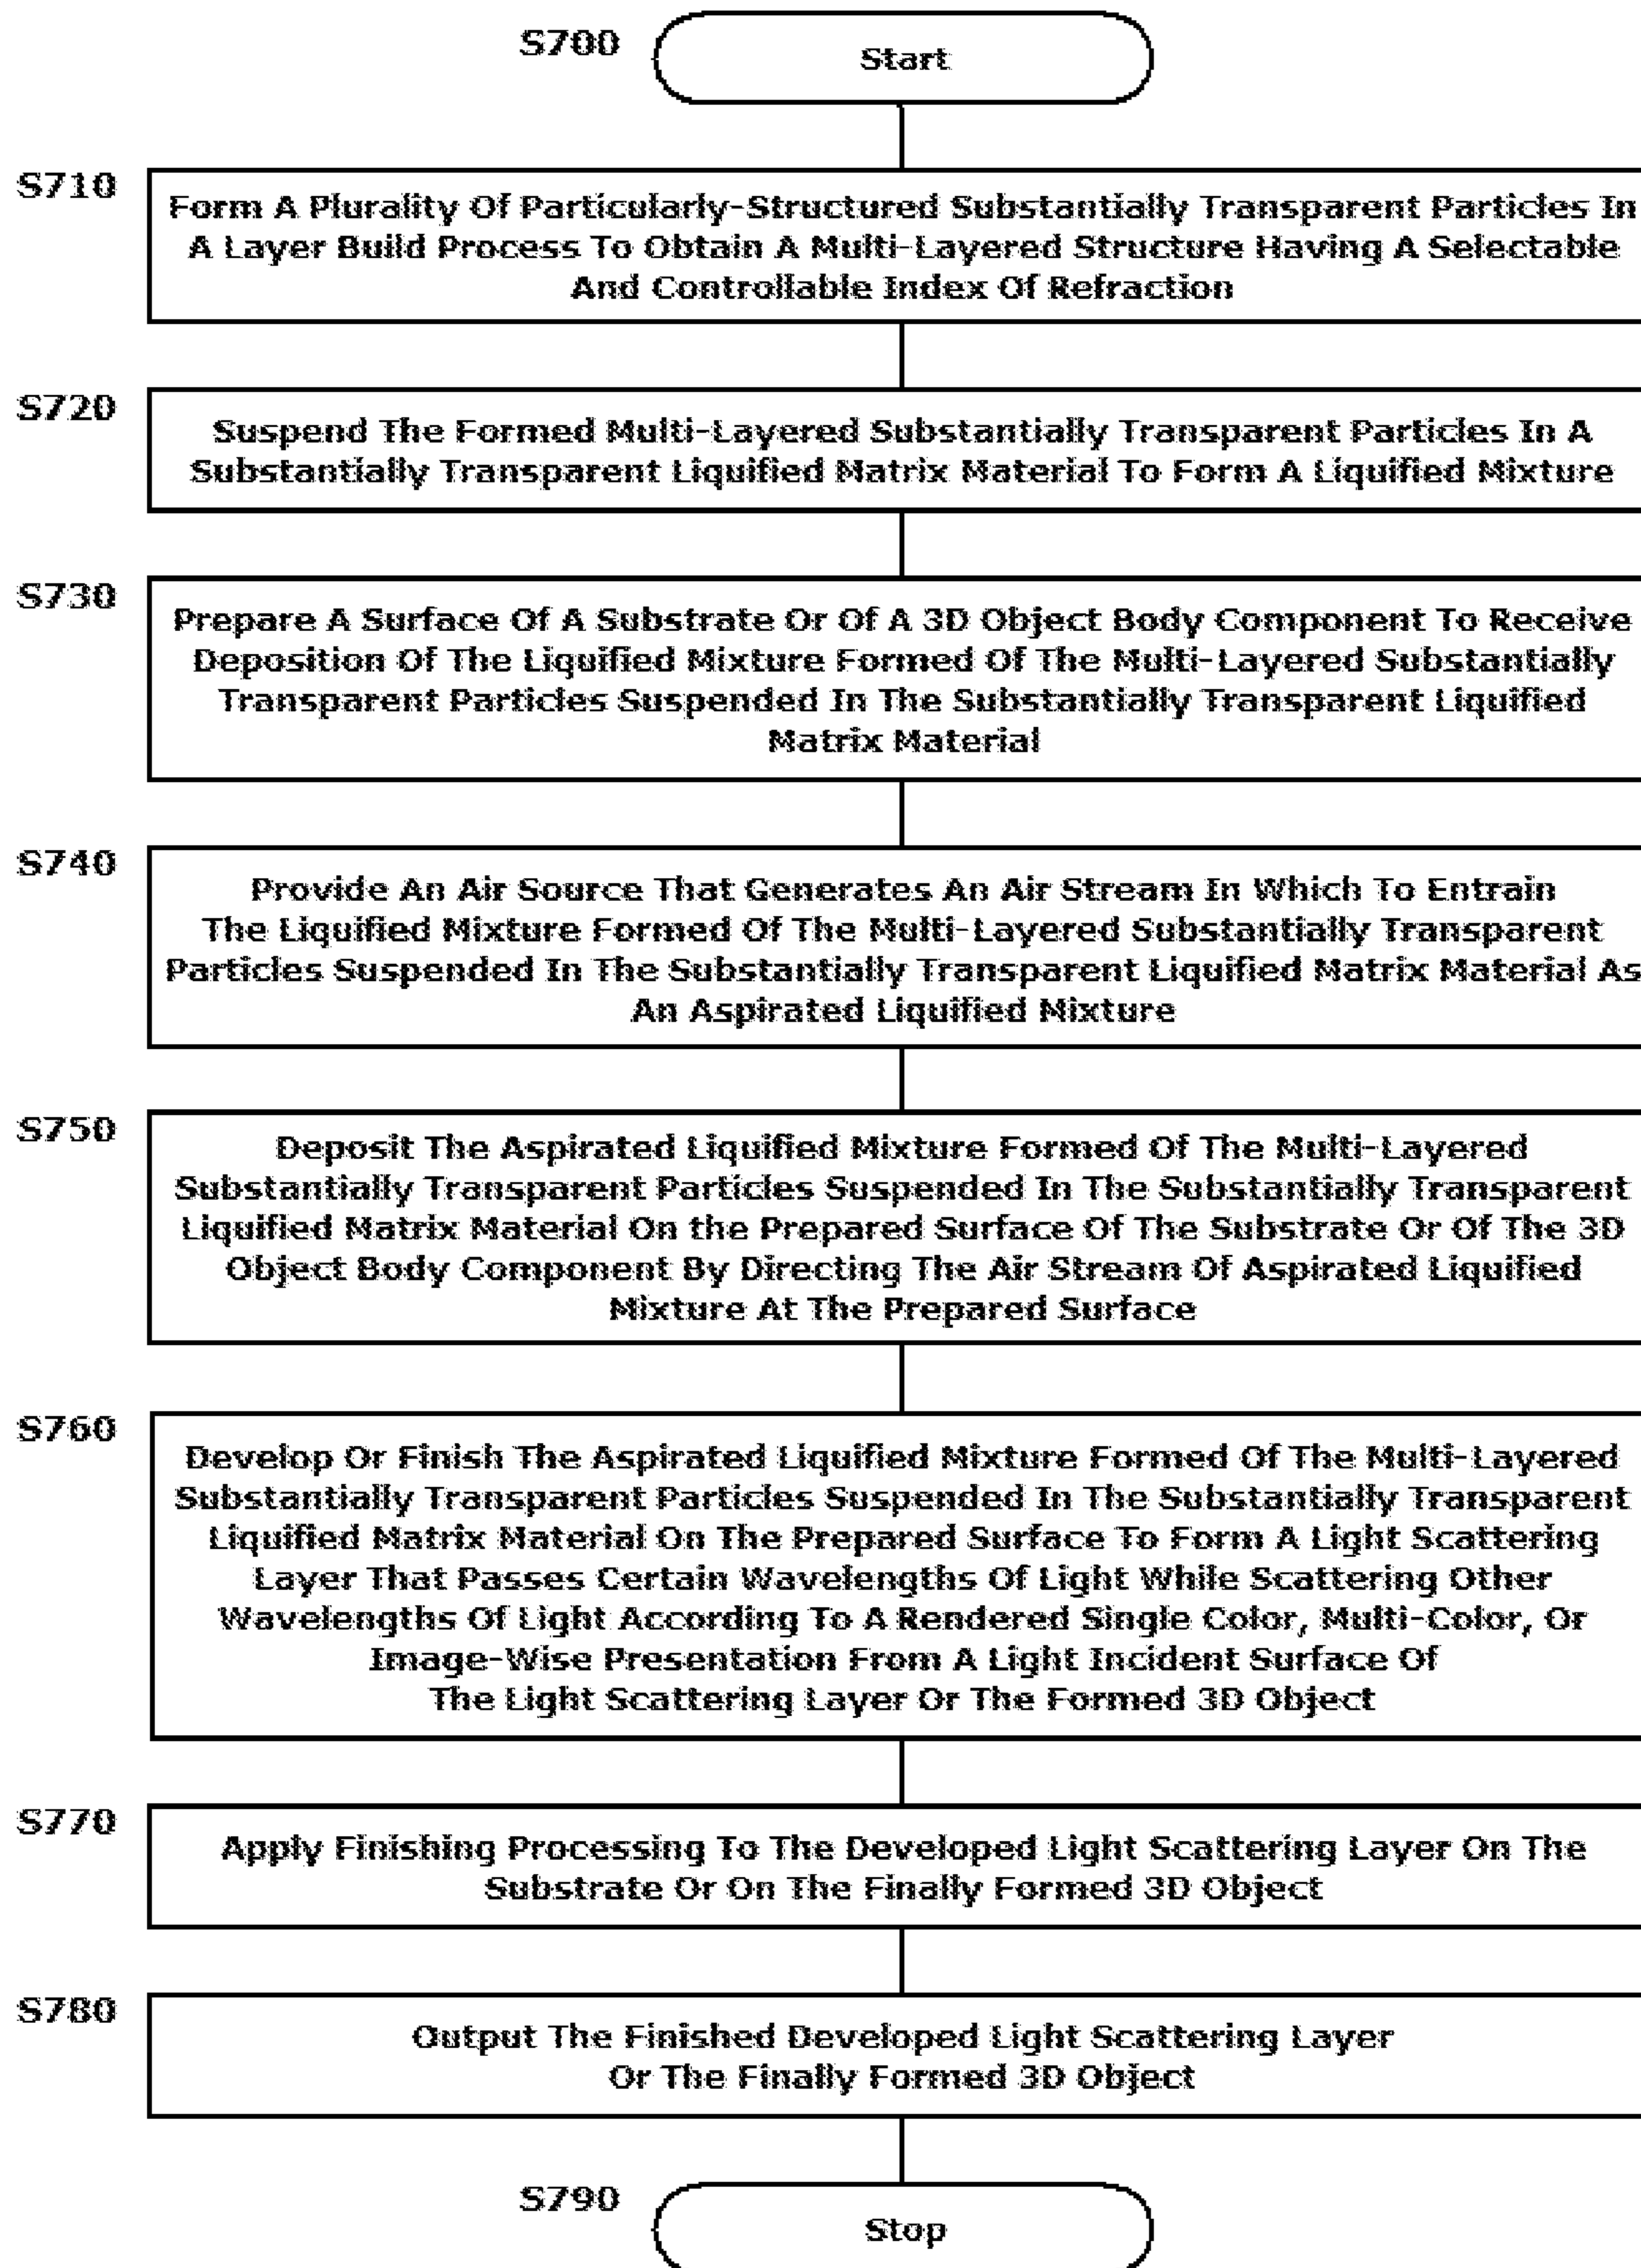 S700
Start
S710
Form A Plurality Of Particularly-Structured Substantially Transparent Particles In
A Layer Build Process To Obtain A Multi-Layered Structure Having A Selectable
And Controllable Index Of Refraction
S720
Suspend The Formed Multi-Layered Substantially Transparent Particles In A
Substantially Transparent Liquified Matrix Material To Form A Liquified Mixture
S730
Prepare A Surface Of A Substrate Or Of A 3D Object Body Component To Receive
Deposition Of The Liquified Mixture Formed Of The Multi-Layered Substantially
Transparent Particles Suspended In The Substantially Transparent Liquified
Matrix Material
S740
Provide An Air Source That Generates An Air Stream In Which To Entrain
The Liquified Mixture Formed Of The Multi-Layered Substantially Transparent
Particles Suspended In The Substantially Transparent Liquified Matrix Material As
An Aspirated Liquified Mixture
S750
Deposit The Aspirated Liquified Mixture Formed Of The Multi-Layered
Substantially Transparent Particles Suspended In The Substantially Transparent
Liquified Matrix Material On the Prepared Surface Of The Substrate Or Of The 3D
Object Body Component By Directing The Air Stream Of Aspirated Liquified
Mixture At The Prepared Surface
S760
Develop Or Finish The Aspirated Liquified Mixture Formed Of The Multi-Layered
Substantially Transparent Particles Suspended In The Substantially Transparent
Liquified Matrix Material On The Prepared Surface To Form A Light Scattering
Layer That Passes Certain Wavelengths Of Light While Scattering Other
Wavelengths Of Light According To A Rendered Single Color, Multi-Color, Or
Image-Wise Presentation From A Light Incident Surface Of
The Light Scattering Layer Or The Formed 3D Object
S770
Apply Finishing Processing To The Developed Light Scattering Layer On The
Substrate Or On The Finally Formed 3D Object
S780
Output The Finished Developed Light Scattering Layer
Or The Finally Formed 3D Object
S790
Stop